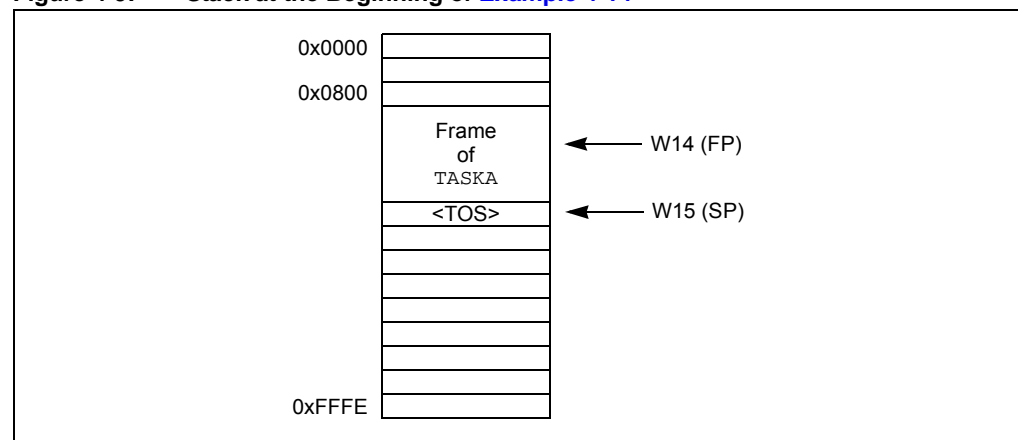 0x0000
0x0800
Frame
of
TASKA
W14 (FP)
<TOS>
W15 (SP)
0xFFFE